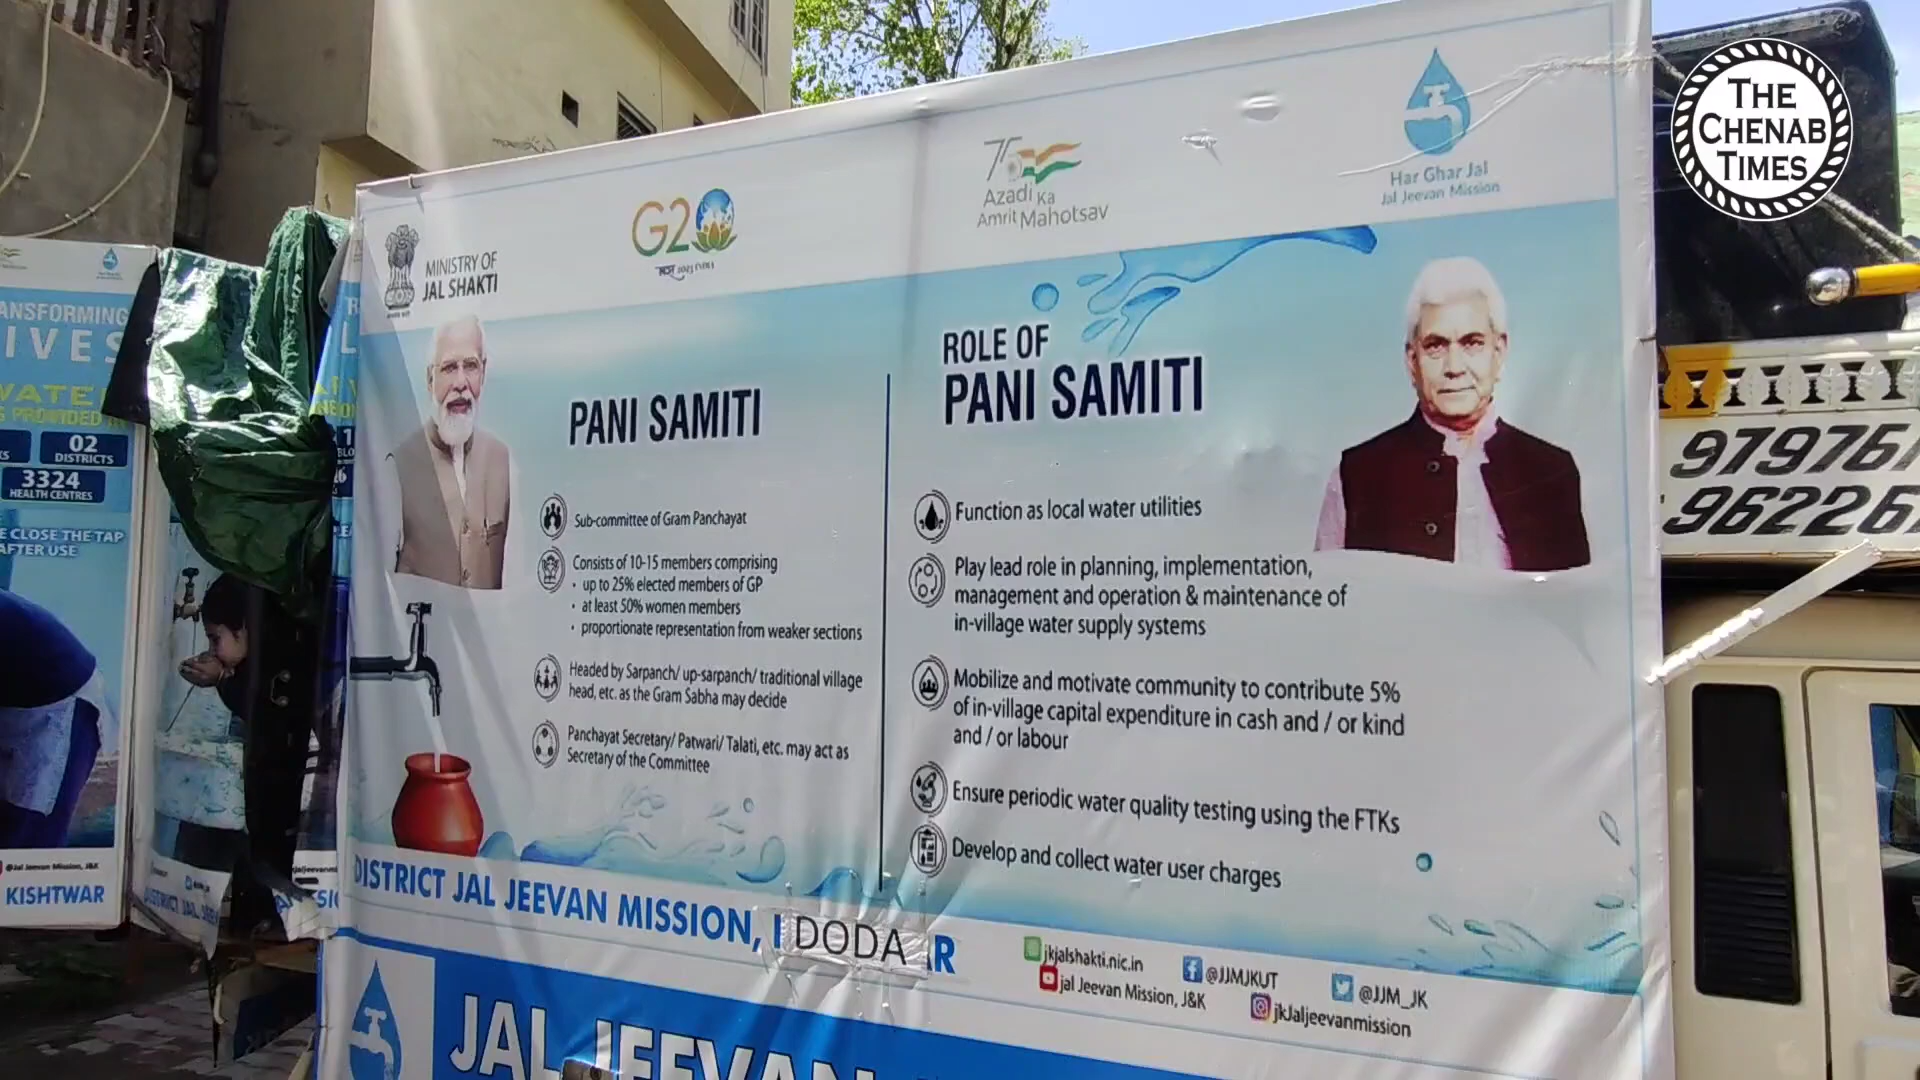 THE
CHENAB
TIMES
MINISTRY OF
JAL SHAKTI
G20
75
Azadi Ka
Amrit Mahotsav
Har Ghar Jal
Jal Jeevan Mission
PANI SAMITI
Sub-committee of Gram Panchayat
Consists of 10-15 members comprising
• up to 25% elected members of GP
• at least 50% women members
• proportionate representation from weaker sections
Headed by Sarpanch/ up-sarpanch/ traditional village
head, etc. as the Gram Sabha may decide
Panchayat Secretary/ Patwari/ Talati, etc. may act as
Secretary of the Committee
ROLE OF
PANI SAMITI
Function as local water utilities
Play lead role in planning, implementation,
management and operation & maintenance of
in-village water supply systems
Mobilize and motivate community to contribute 5%
of in-village capital expenditure in cash and / or kind
and / or labour
Ensure periodic water quality testing using the FTKs
Develop and collect water user charges
DISTRICT JAL JEEVAN MISSION, DODA R
jkjalshakti.nic.in
@JJMJKUT
@JJM_JK
jal Jeevan Mission, J&K
jkJaljeevanmission
JAL JEEVAN
ANSFORMING
IVES
WATE
S PROVIDED
02
DISTRICTS
3324
HEALTH CENTRES
E CLOSE THE TAP
AFTER USE
@Jal Jeevan Mission, J&K
KISHTWAR
97976
96226